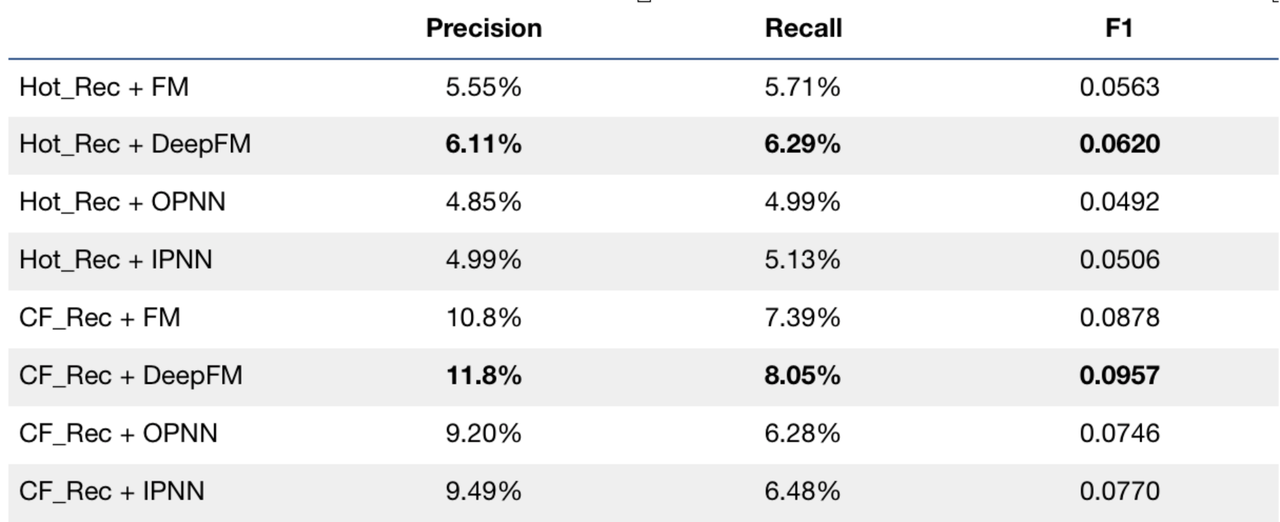 Precision Recall F1
Hot_Rec + FM 5.55% 5.71% 0.0563
Hot_Rec + DeepFM 6.11% 6.29% 0.0620
Hot_Rec + OPNN 4.85% 4.99% 0.0492
Hot_Rec + IPNN 4.99% 5.13% 0.0506
CF_Rec + FM 10.8% 7.39% 0.0878
CF_Rec + DeepFM 11.8% 8.05% 0.0957
CF_Rec + OPNN 9.20% 6.28% 0.0746
CF_Rec + IPNN 9.49% 6.48% 0.0770